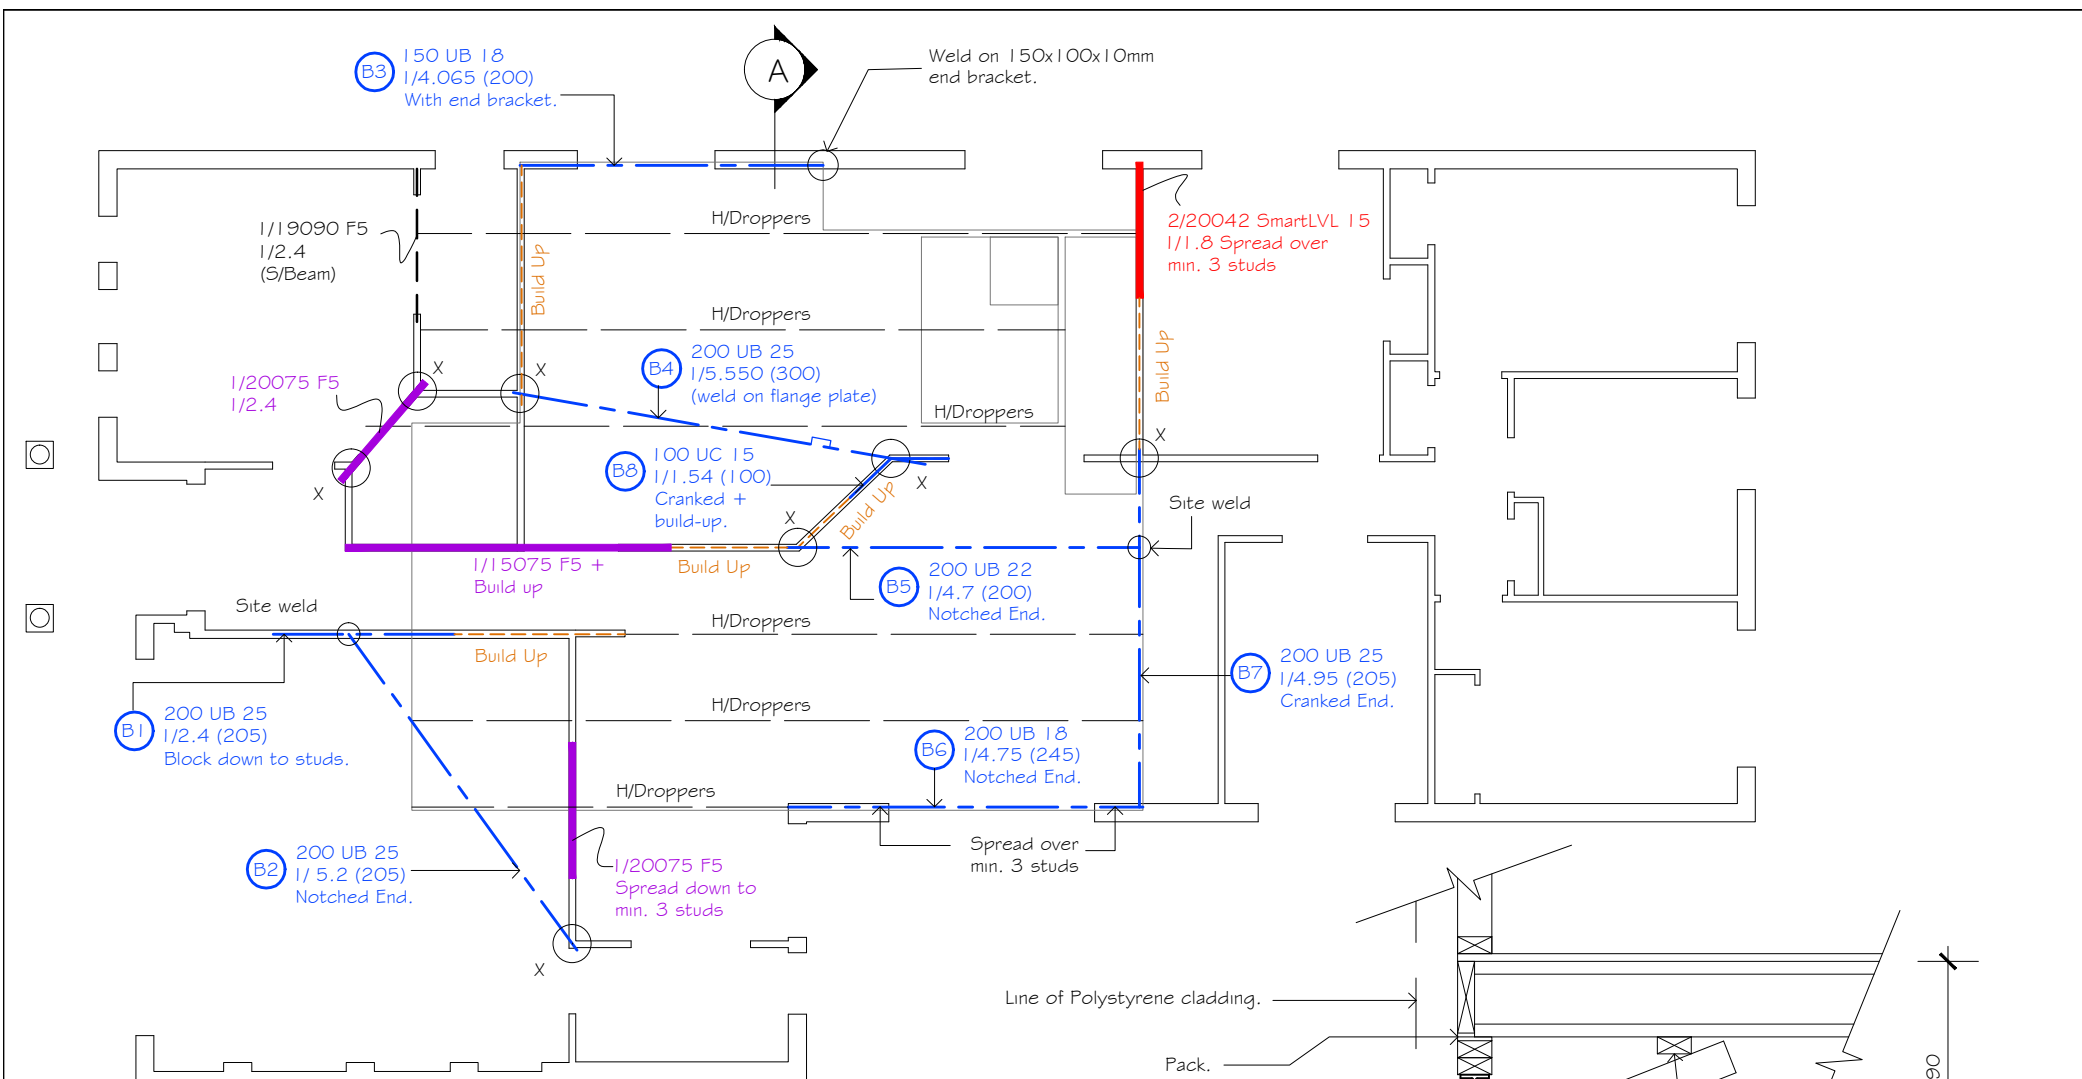 B3
150 UB 18
1/4.065 (200)
With end bracket.
A
Weld on 150x100x10mm
end bracket.
1/19090 F5
1/2.4
(S/Beam)
H/Droppers
Build Up
2/20042 SmartLVL 15
1/1.8 Spread over
min. 3 studs
H/Droppers
Build Up
B4
200 UB 25
1/5.550 (300)
(weld on flange plate)
X
X
1/20075 F5
1/2.4
H/Droppers
X
B8
100 UC 15
1/1.54 (100)
Cranked +
build-up.
X
X
X
Build Up
Site weld
1/15075 F5 +
Build up
Build Up
B5
200 UB 22
1/4.7 (200)
Notched End.
Site weld
H/Droppers
Build Up
B7
200 UB 25
1/4.95 (205)
Cranked End.
B1
200 UB 25
1/2.4 (205)
Block down to studs.
H/Droppers
B6
200 UB 18
1/4.75 (245)
Notched End.
H/Droppers
B2
200 UB 25
1/ 5.2 (205)
Notched End.
1/20075 F5
Spread down to
min. 3 studs
Spread over
min. 3 studs
X
Line of Polystyrene cladding.
Pack.
90